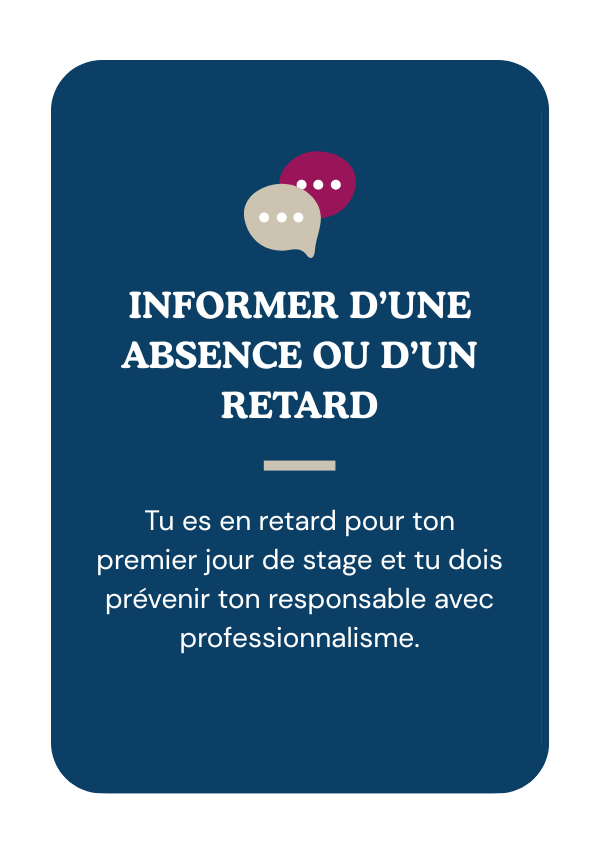 INFORMER D’UNE
ABSENCE OU D’UN
RETARD
Tu es en retard pour ton
premier jour de stage et tu dois
prévenir ton responsable avec
professionnalisme.